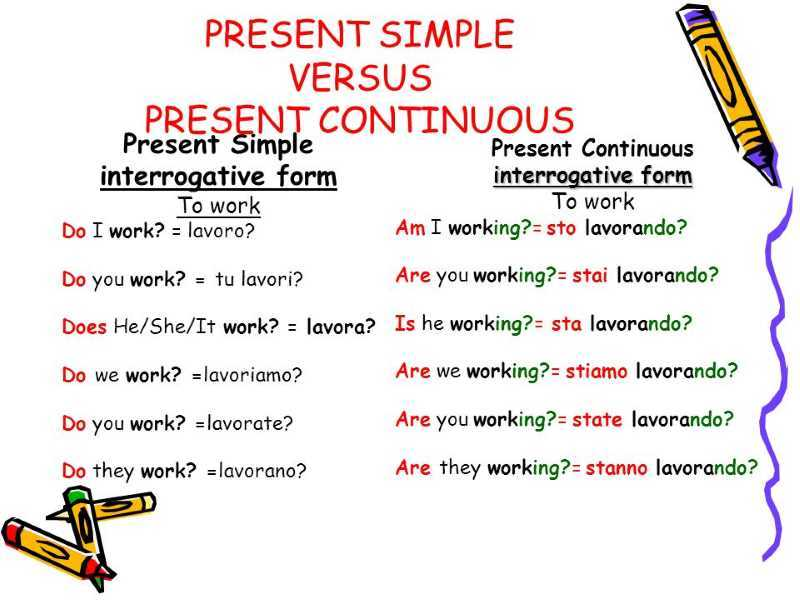 PRESENT SIMPLE
VERSUS
PRESENT CONTINUOUS
Present Simple
interrogative form
To work
Do I work? = lavoro?
Do you work? = tu lavori?
Does He/She/It work? = lavora?
Do we work? =lavoriamo?
Do you work? =lavorate?
Do they work? =lavorano?
Present Continuous
interrogative form
To work
Am I working?= sto lavorando?
Are you working?= stai lavorando?
Is he working?= sta lavorando?
Are we working?= stiamo lavorando?
Are you working?= state lavorando?
Are they working?= stanno lavorando?